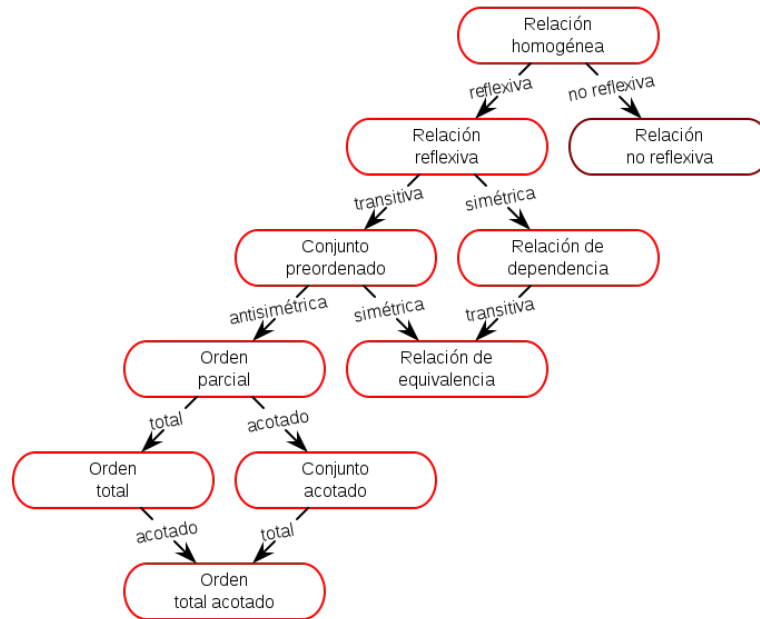 Relación
homogénea
reflexiva
no reflexiva
Relación
reflexiva
Relación
no reflexiva
transitiva
simétrica
Conjunto
preordenado
Relación de
dependencia
antisimétrica
simétrica
transitiva
Orden
parcial
Relación de
equivalencia
total
acotado
Orden
total
Conjunto
acotado
acotado
total
Orden
total acotado